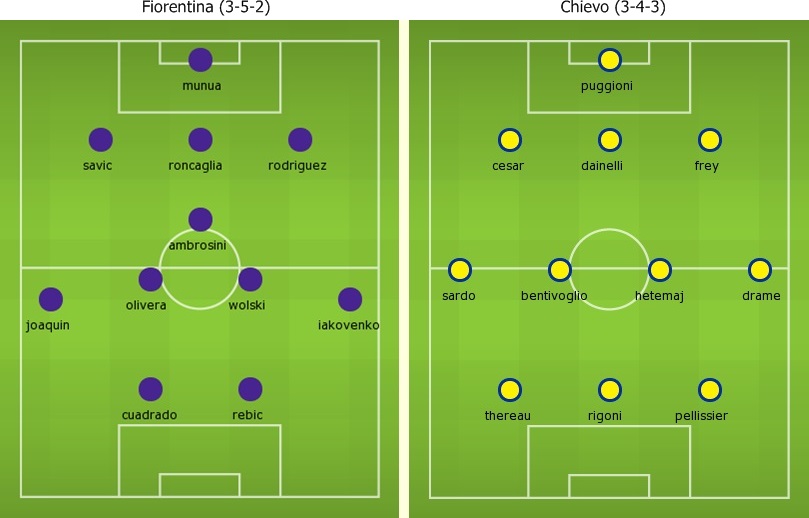 Fiorentina (3-5-2)
munua
savic roncaglia rodriguez
ambrosini
olivera wolski
joaquin iakovenko
cuadrado rebic
Chievo (3-4-3)
puggioni
cesar dainelli frey
sardo bentivoglio hetemaj drame
thereau rigoni pellissier